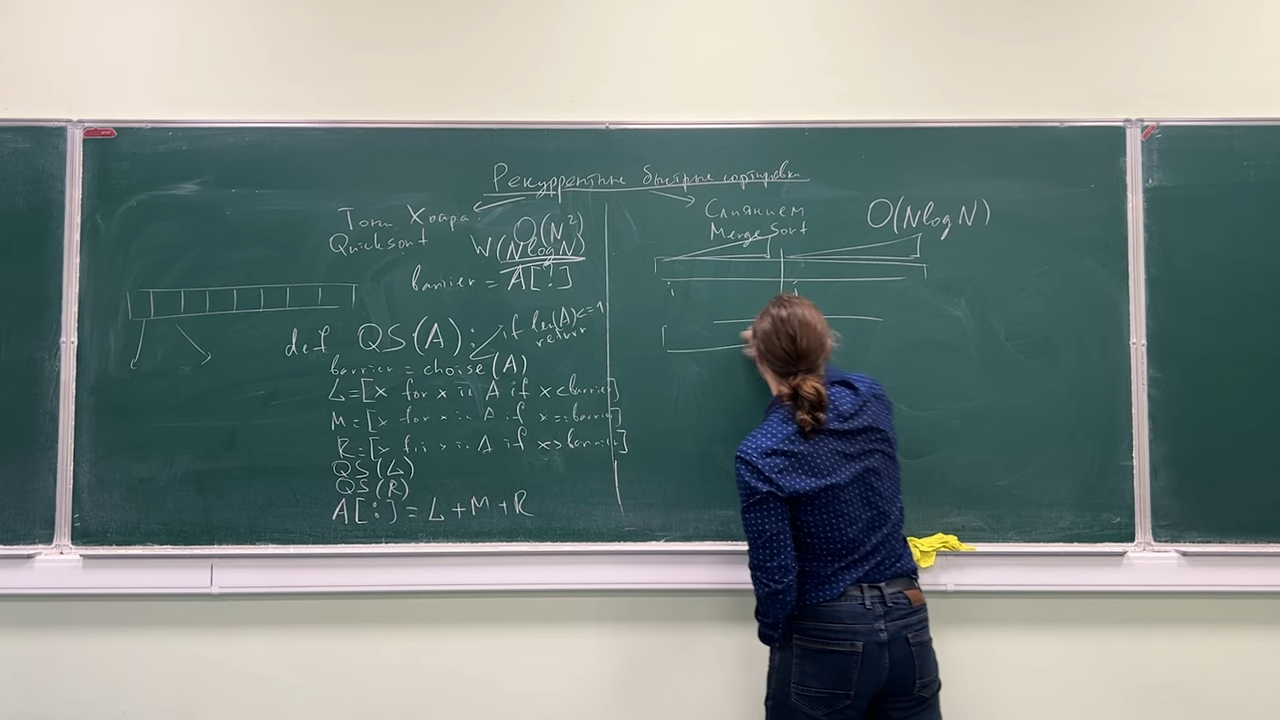 Рекуррентные быстрые сортировки
Тони Хоара:
Quicksort
O(N²)
W(NlogN)
barrier = A[?]
def QS(A):
if len(A)<=1
return
barrier = choise(A)
L=[x for x in A if x<barrier]
M=[x for x in A if x==barrier]
R=[x for x in A if x>barrier]
QS(L)
QS(R)
A[:]=L+M+R
Слиянием
Merge Sort
O(NlogN)
i
j